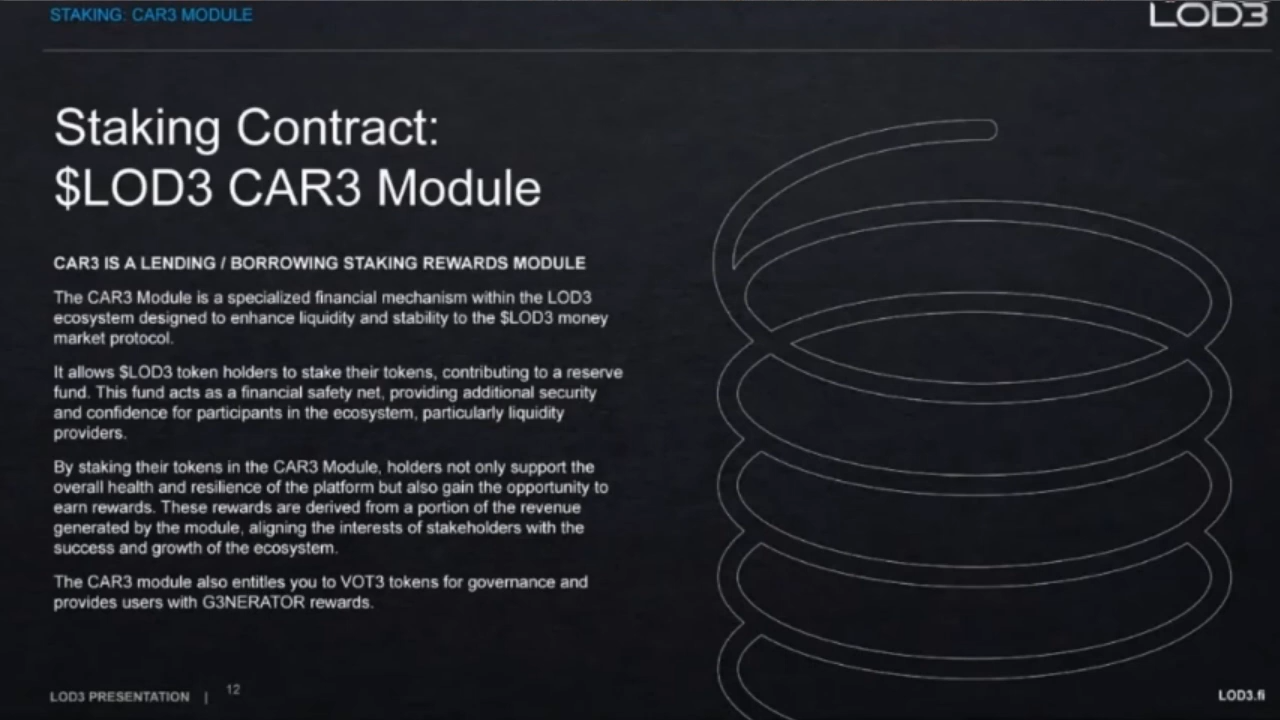 STAKING: CAR3 MODULE
LOD3
Staking Contract:
$LOD3 CAR3 Module
CAR3 IS A LENDING / BORROWING STAKING REWARDS MODULE
The CAR3 Module is a specialized financial mechanism within the LOD3
ecosystem designed to enhance liquidity and stability to the $LOD3 money
market protocol.
It allows $LOD3 token holders to stake their tokens, contributing to a reserve
fund. This fund acts as a financial safety net, providing additional security
and confidence for participants in the ecosystem, particularly liquidity
providers.
By staking their tokens in the CAR3 Module, holders not only support the
overall health and resilience of the platform but also gain the opportunity to
earn rewards. These rewards are derived from a portion of the revenue
generated by the module, aligning the interests of stakeholders with the
success and growth of the ecosystem.
The CAR3 module also entitles you to VOT3 tokens for governance and
provides users with G3NERATOR rewards.
LOD3 PRESENTATION | 12
LOD3.fi